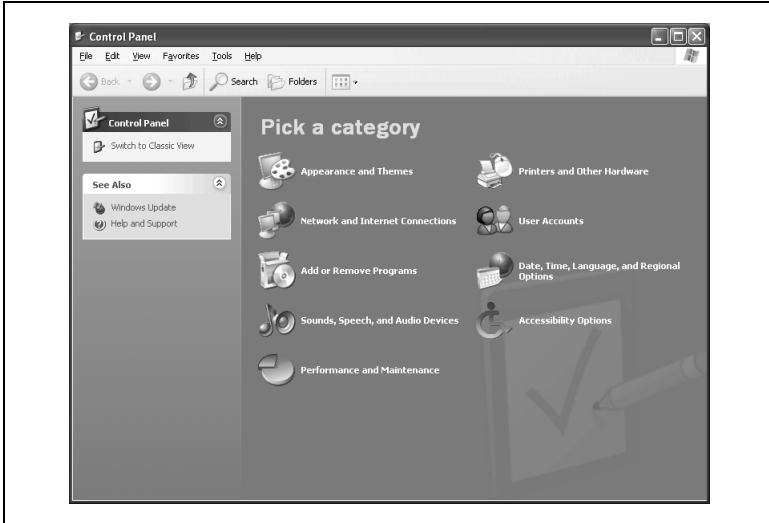 Control Panel
File Edit View Favorites Tools Help
Back Search Folders
Control Panel
Switch to Classic View
See Also
Windows Update
Help and Support
Pick a category
Appearance and Themes
Printers and Other Hardware
Network and Internet Connections
User Accounts
Add or Remove Programs
Date, Time, Language, and Regional
Options
Sounds, Speech, and Audio Devices
Accessibility Options
Performance and Maintenance